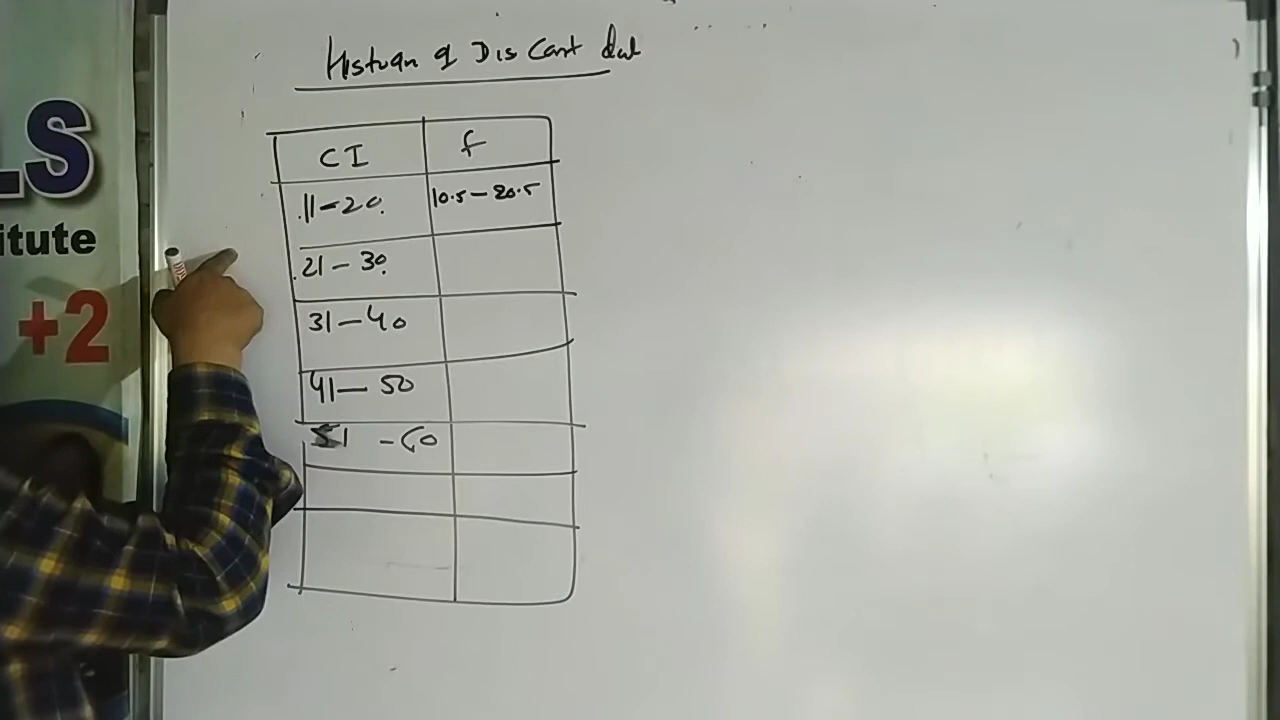 Histogram of Dis Cont dat
LS
itute
+2
CI f
11-20 10.5-20.5
21-30
31-40
41-50
51-60